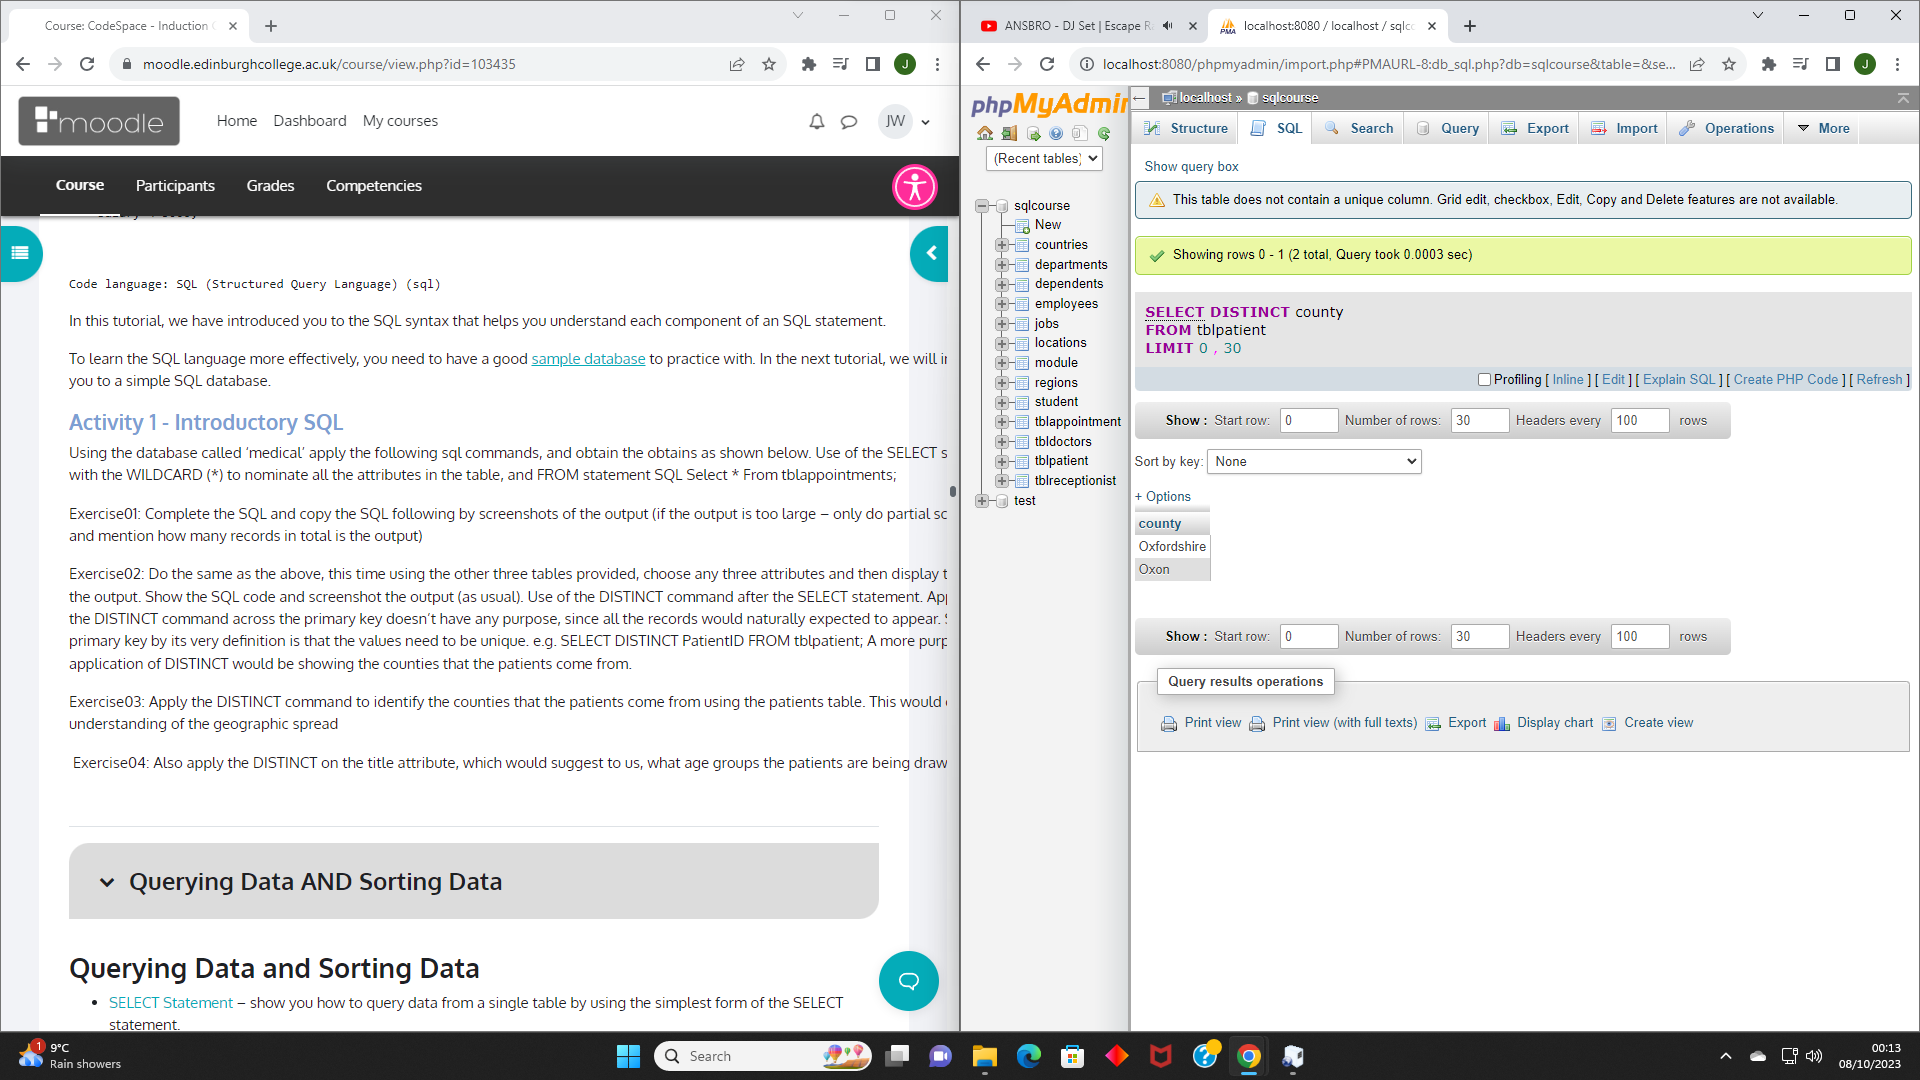 Course: CodeSpace - Induction
moodle.edinburghcollege.ac.uk/course/view.php?id=103435
J
moodle
Home
Dashboard
My courses
JW
Course
Participants
Grades
Competencies
Code language: SQL (Structured Query Language) (sql)
In this tutorial, we have introduced you to the SQL syntax that helps you understand each component of an SQL statement.
To learn the SQL language more effectively, you need to have a good sample database to practice with. In the next tutorial, we will
you to a simple SQL database.
Activity 1 - Introductory SQL
Using the database called ‘medical’ apply the following sql commands, and obtain the obtains as shown below. Use of the SELECT
with the WILDCARD (*) to nominate all the attributes in the table, and FROM statement SQL Select * From tblappointments;
Exercise01: Complete the SQL and copy the SQL following by screenshots of the output (if the output is too large – only do partial
and mention how many records in total is the output)
Exercise02: Do the same as the above, this time using the other three tables provided, choose any three attributes and then display
the output. Show the SQL code and screenshot the output (as usual). Use of the DISTINCT command after the SELECT statement.
the DISTINCT command across the primary key doesn’t have any purpose, since all the records would naturally expected to appear.
primary key by its very definition is that the values need to be unique. e.g. SELECT DISTINCT PatientID FROM tblpatient; A more
application of DISTINCT would be showing the counties that the patients come from.
Exercise03: Apply the DISTINCT command to identify the counties that the patients come from using the patients table. This would
understanding of the geographic spread
Exercise04: Also apply the DISTINCT on the title attribute, which would suggest to us, what age groups the patients are being
Querying Data AND Sorting Data
Querying Data and Sorting Data
• SELECT Statement – show you how to query data from a single table by using the simplest form of the SELECT
statement.
ANSBRO - DJ Set | Escape
localhost:8080 / localhost /
localhost:8080/phpmyadmin/import.php#PMAURL-8:db_sql.php?db=sqlcourse&table=&se...
J
phpMyAdmin
(Recent tables)
sqlcourse
New
countries
departments
dependents
employees
jobs
locations
module
regions
student
tblappointment
tbldoctors
tblpatient
tblreceptionist
test
localhost » sqlcourse
Structure
SQL
Search
Query
Export
Import
Operations
More
Show query box
This table does not contain a unique column. Grid edit, checkbox, Edit, Copy and Delete features are not available.
Showing rows 0 - 1 (2 total, Query took 0.0003 sec)
SELECT DISTINCT county
FROM tblpatient
LIMIT 0 , 30
Profiling [ Inline ] [ Edit ] [ Explain SQL ] [ Create PHP Code ] [ Refresh ]
Show : Start row: 0 Number of rows: 30 Headers every 100 rows
Sort by key: None
+ Options
county
Oxfordshire
Oxon
Show : Start row: 0 Number of rows: 30 Headers every 100 rows
Query results operations
Print view
Print view (with full texts)
Export
Display chart
Create view
1
9°C
Rain showers
Search
00:13
08/10/2023